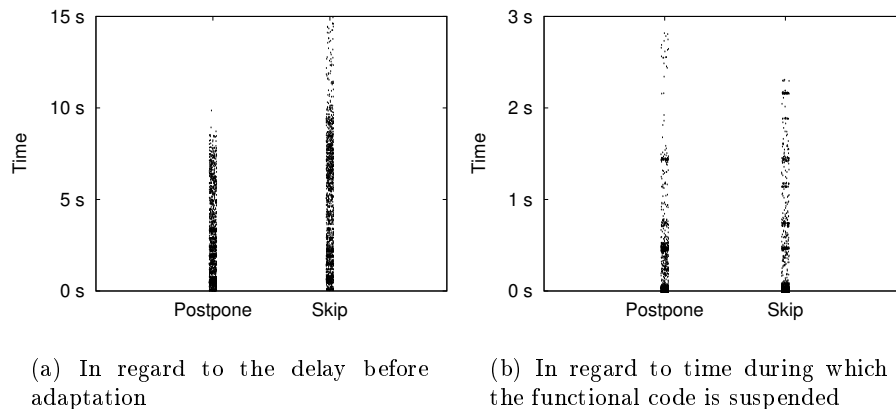 15 s
10 s
5 s
0 s
Time
Postpone Skip
3 s
2 s
1 s
0 s
Time
Postpone Skip
(a) In regard to the delay before
adaptation
(b) In regard to time during which
the functional code is suspended